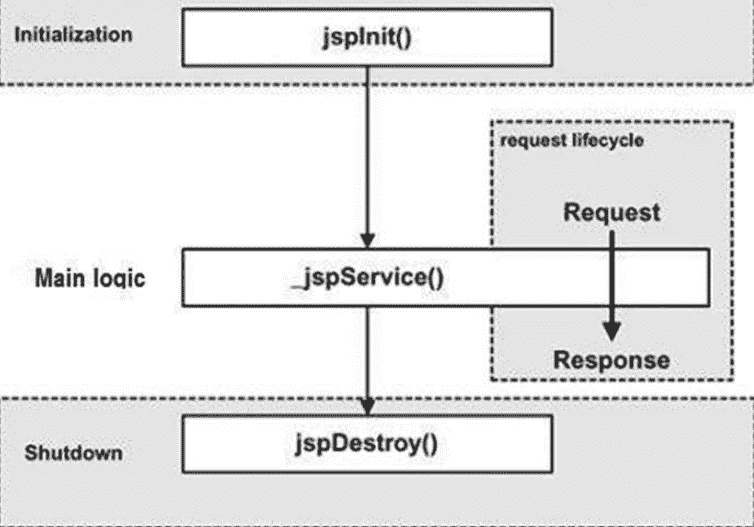 Initialization
jspInit()
request lifecycle
Request
Main logic
_jspService()
Response
Shutdown
jspDestroy()